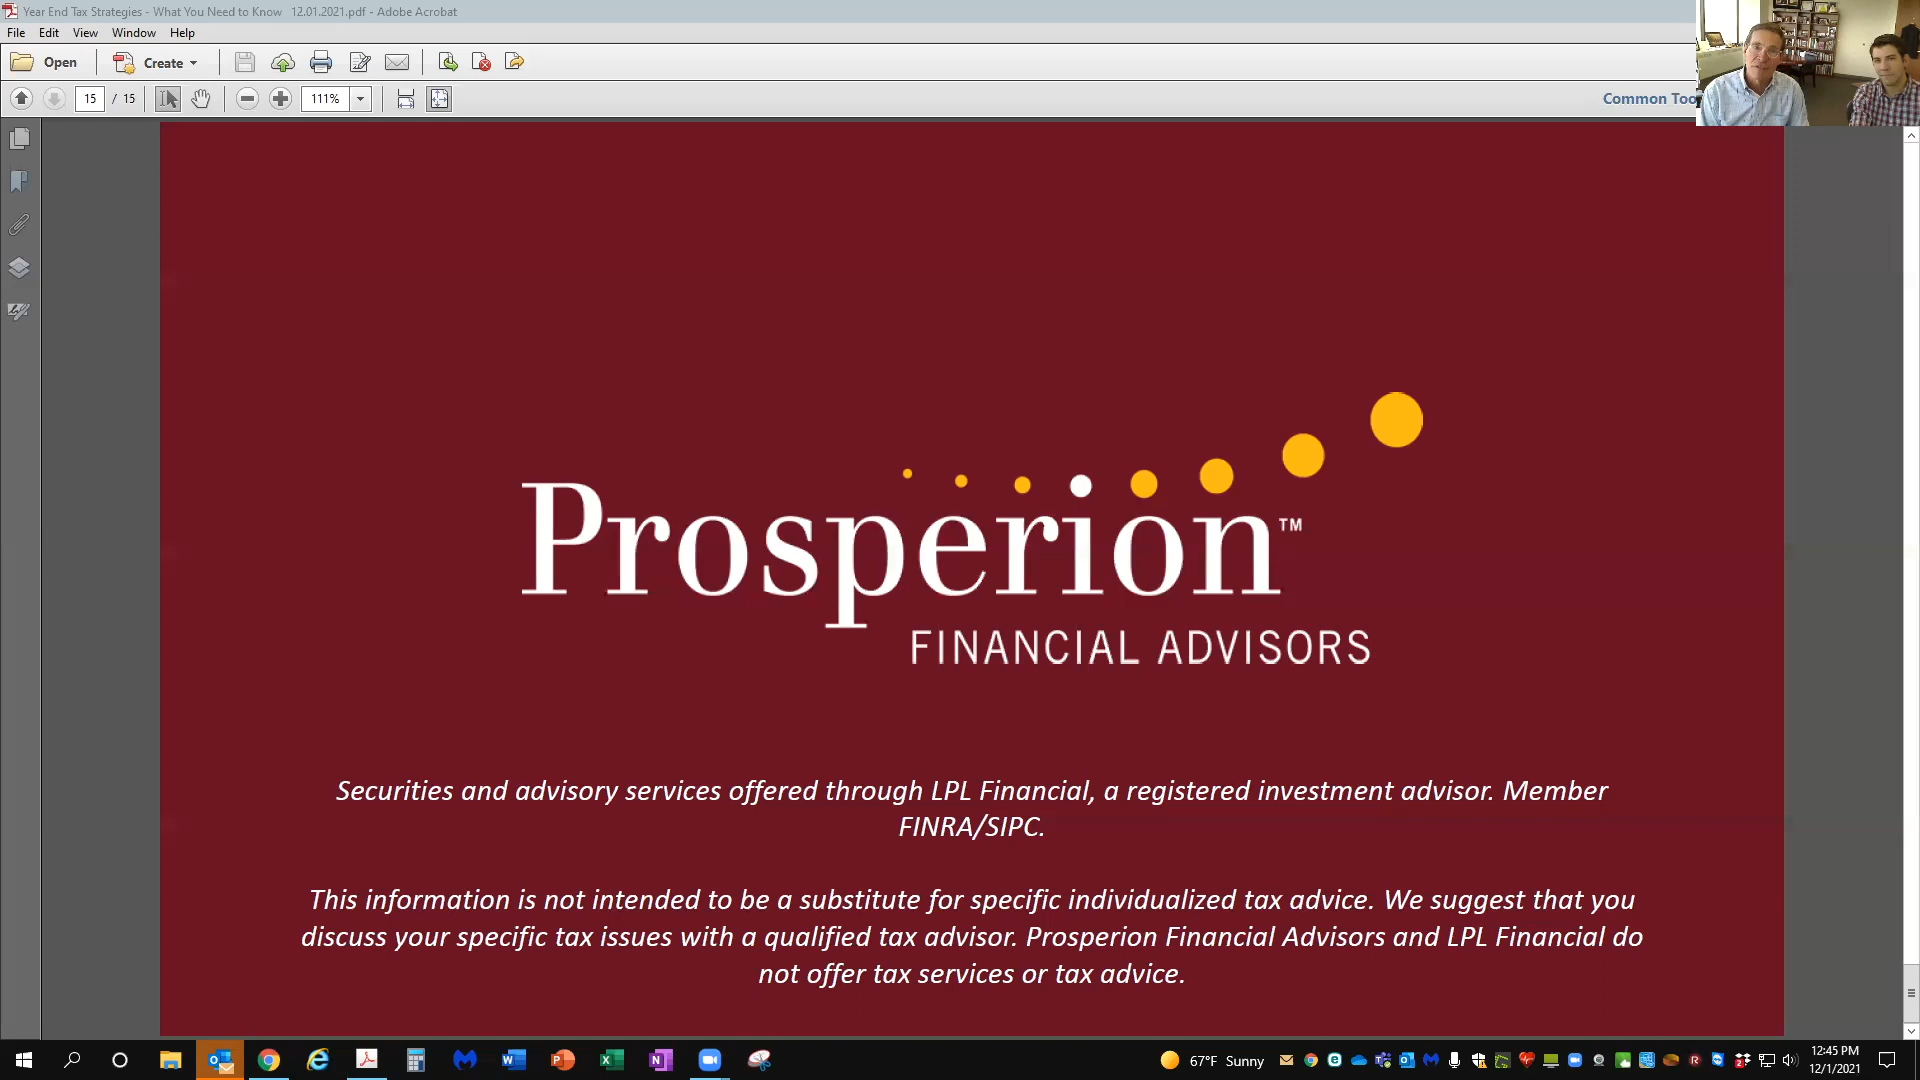 Year End Tax Strategies - What You Need to Know 12.01.2021.pdf - Adobe Acrobat
File Edit View Window Help
Open Create
15 / 15 111% Common Too
Prosperion™
FINANCIAL ADVISORS
Securities and advisory services offered through LPL Financial, a registered investment advisor. Member
FINRA/SIPC.
This information is not intended to be a substitute for specific individualized tax advice. We suggest that you
discuss your specific tax issues with a qualified tax advisor. Prosperion Financial Advisors and LPL Financial do
not offer tax services or tax advice.
67°F Sunny
12:45 PM
12/1/2021